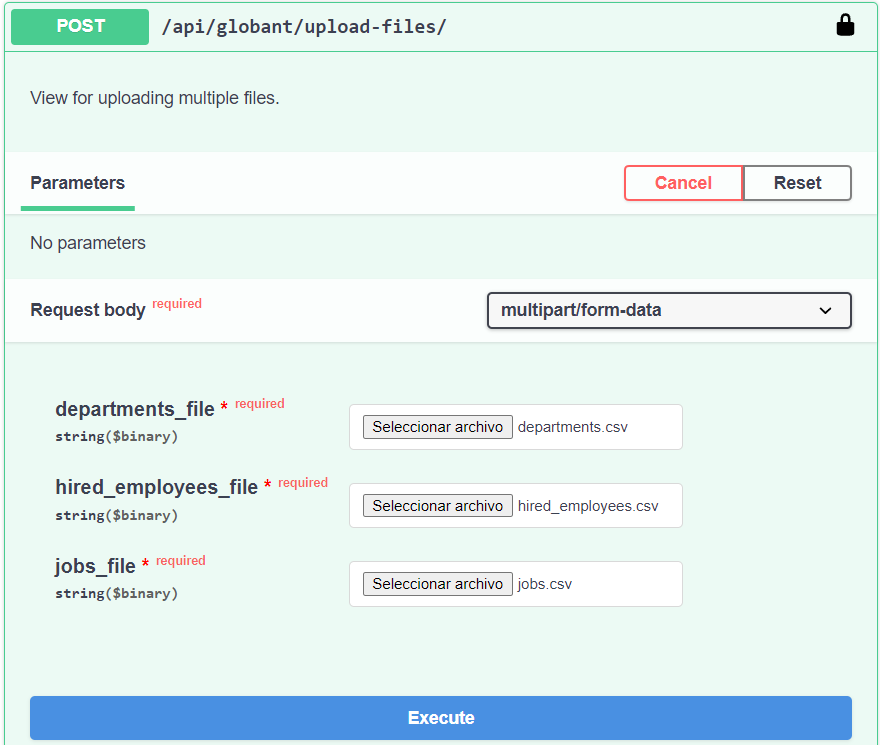 POST /api/globant/upload-files/
View for uploading multiple files.
Parameters Cancel Reset
No parameters
Request body required multipart/form-data
departments_file * required
string($binary)
Seleccionar archivo departments.csv
hired_employees_file * required
string($binary)
Seleccionar archivo hired_employees.csv
jobs_file * required
string($binary)
Seleccionar archivo jobs.csv
Execute